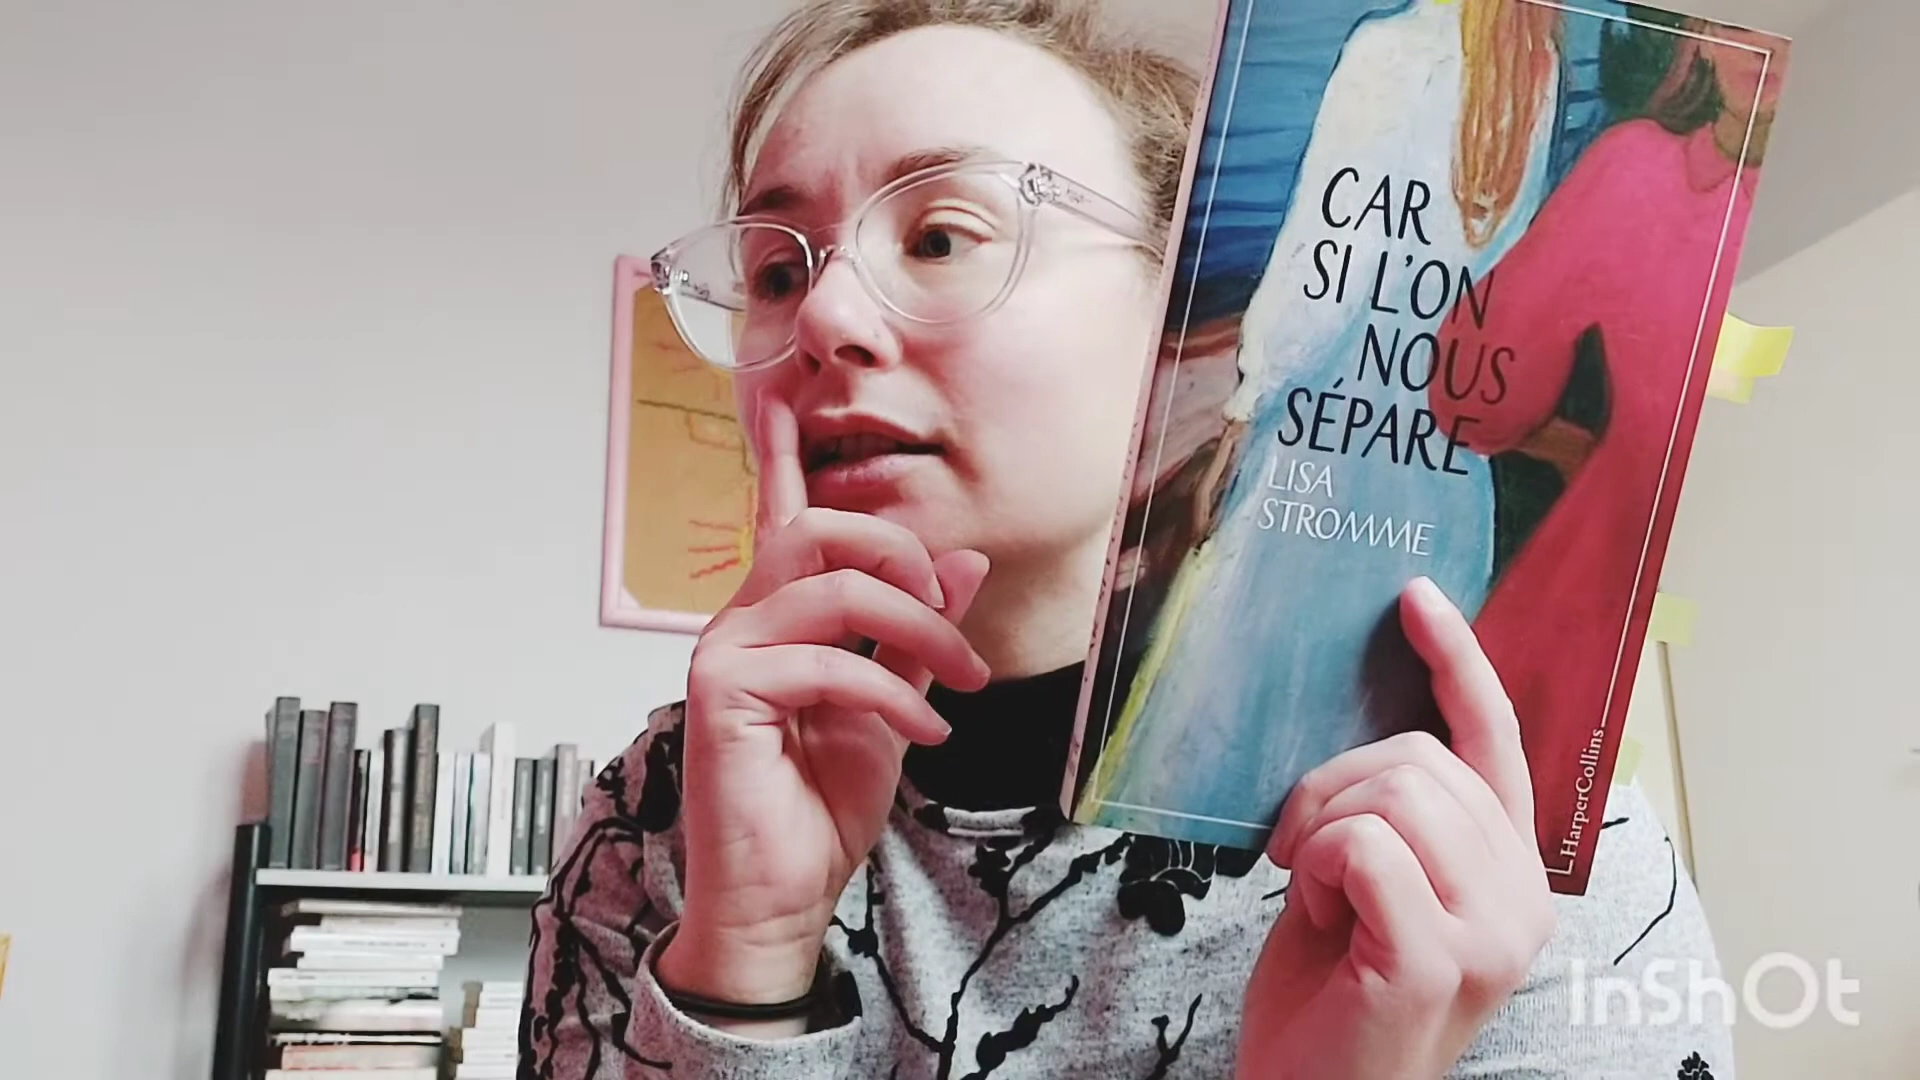 CAR
SI L'ON
NOUS
SÉPARE
LISA
STROMME
HarperCollins
InShOt